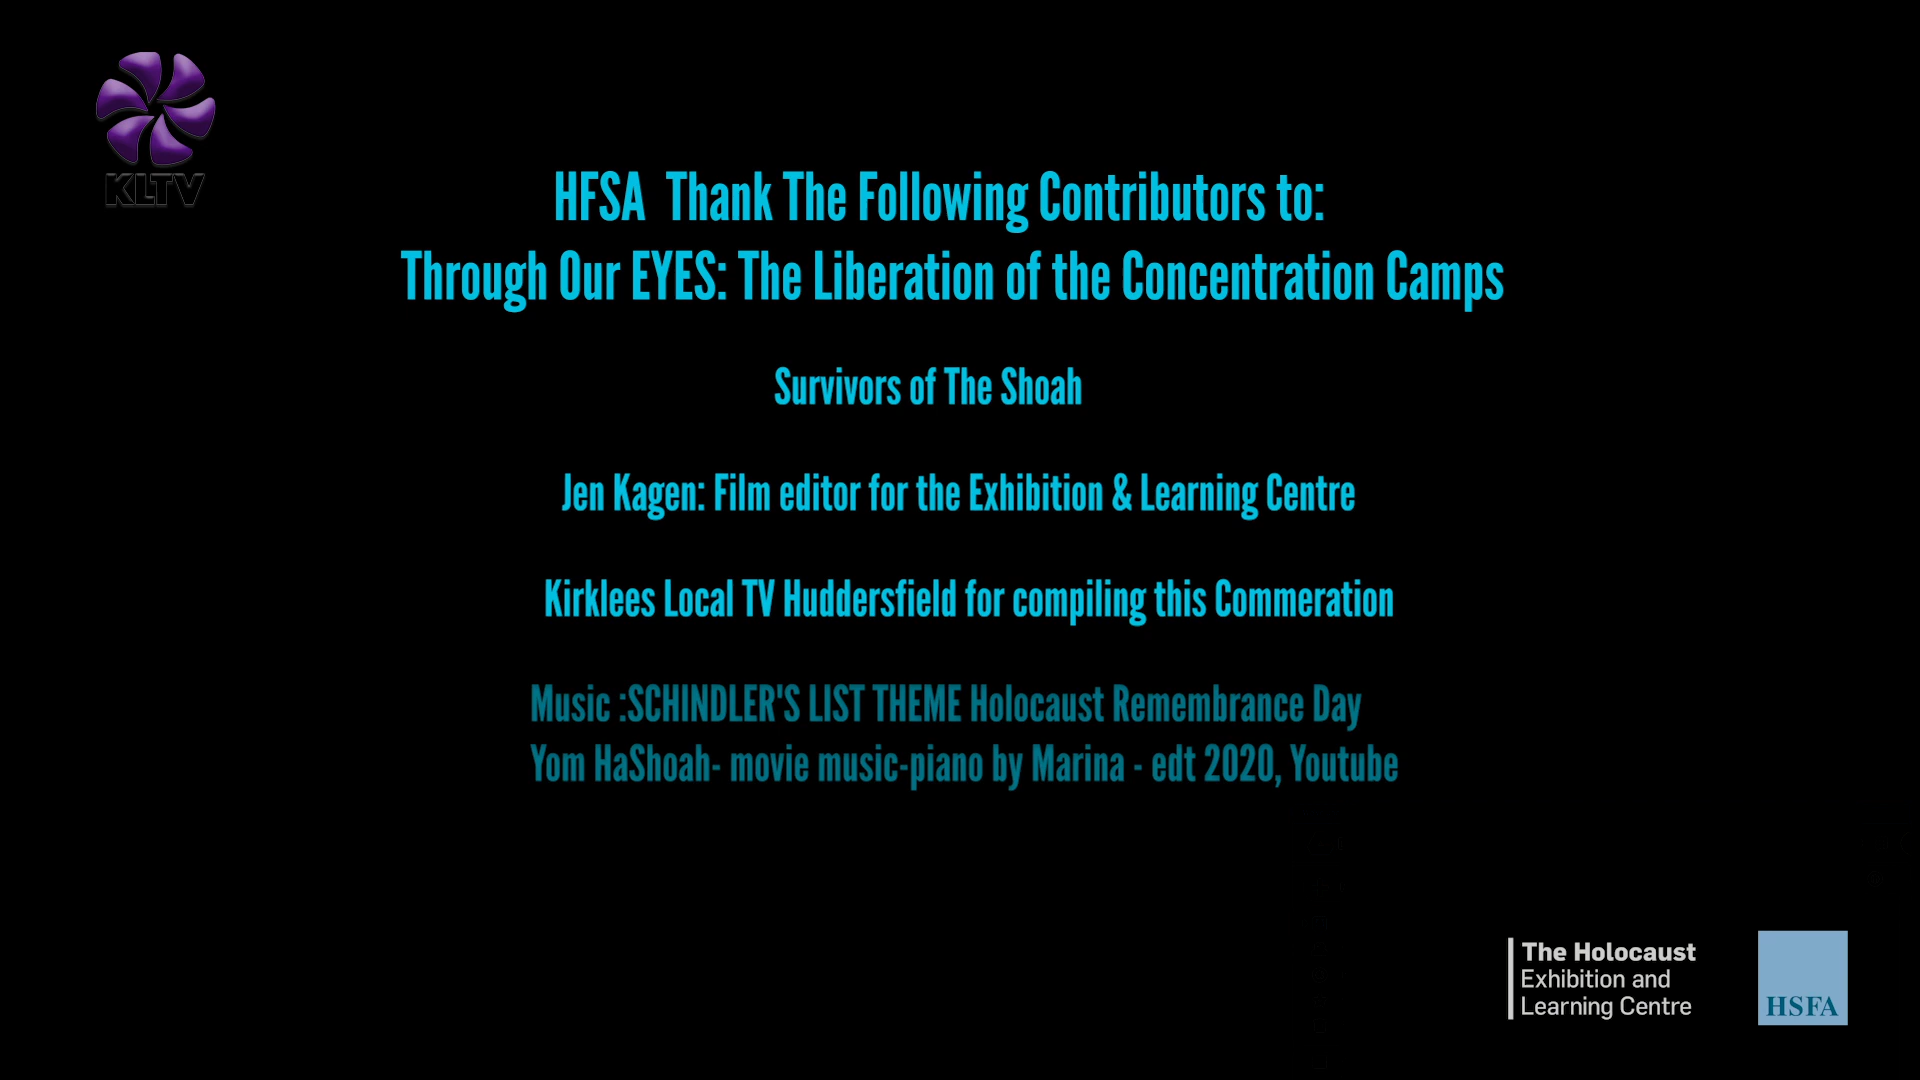 KLTV
HFSA Thank The Following Contributors to:
Through Our EYES: The Liberation of the Concentration Camps
Survivors of The Shoah
Jen Kagen: Film editor for the Exhibition & Learning Centre
Kirklees Local TV Huddersfield for compiling this Commeration
Music :SCHINDLER'S LIST THEME Holocaust Remembrance Day
Yom HaShoah- movie music-piano by Marina - edt 2020, Youtube
The Holocaust
Exhibition and
Learning Centre
HSFA